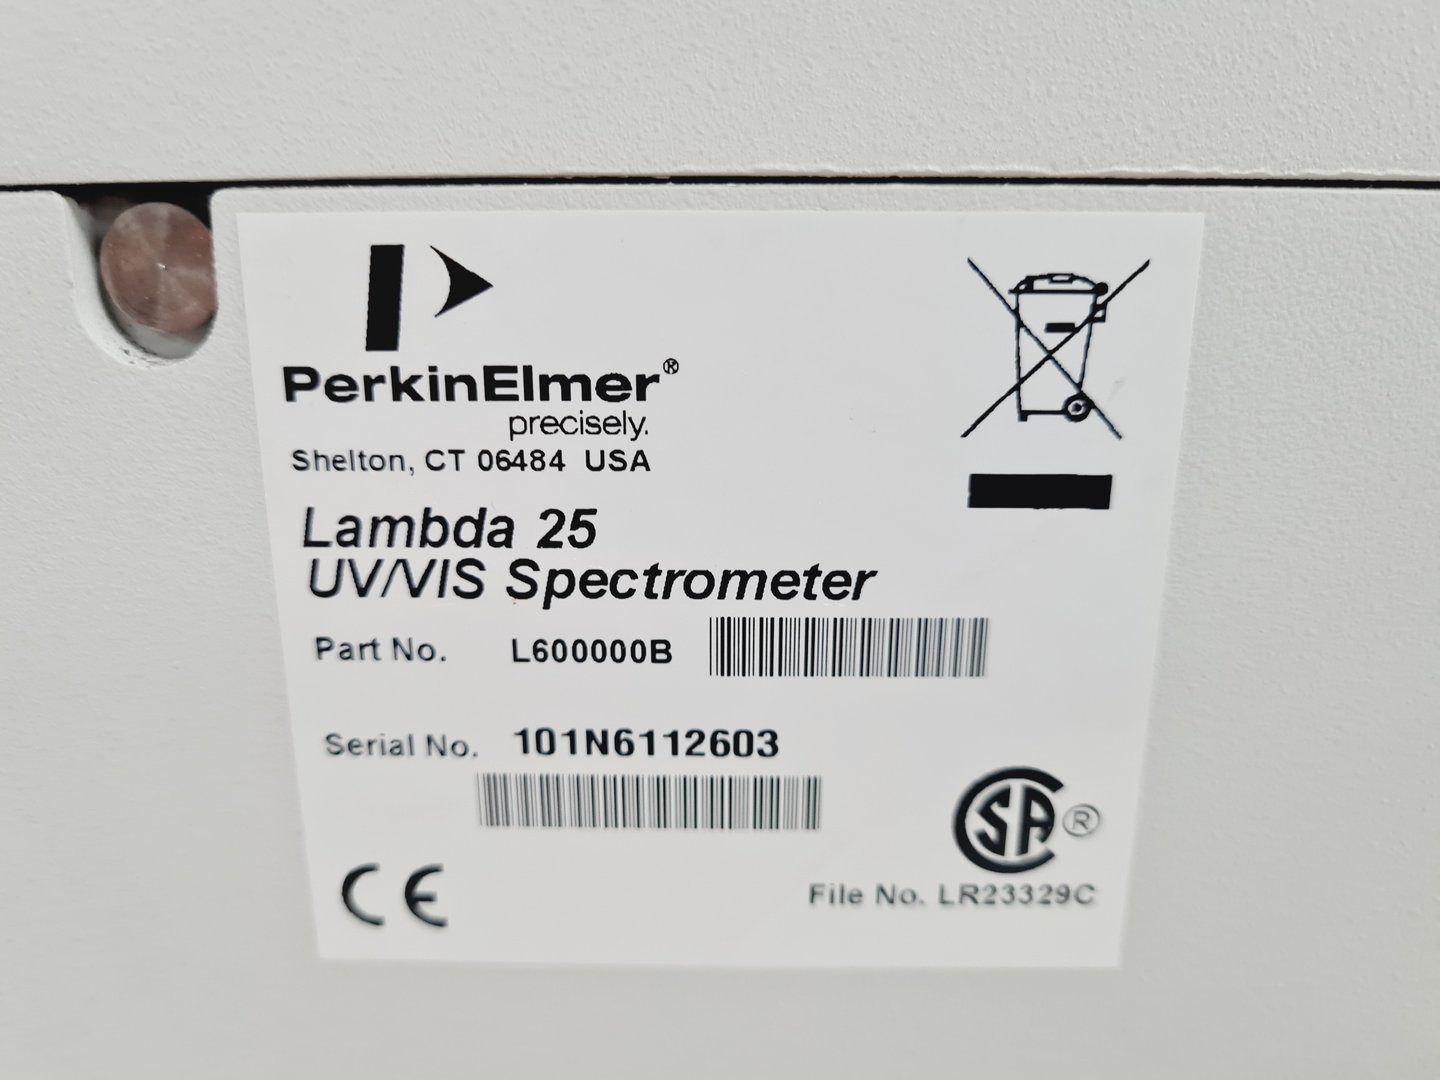 PerkinElmer®
precisely.
Shelton, CT 06484 USA
Lambda 25
UV/VIS Spectrometer
Part No. L600000B
Serial No. 101N6112603
CE
CSA ®
File No. LR23329C